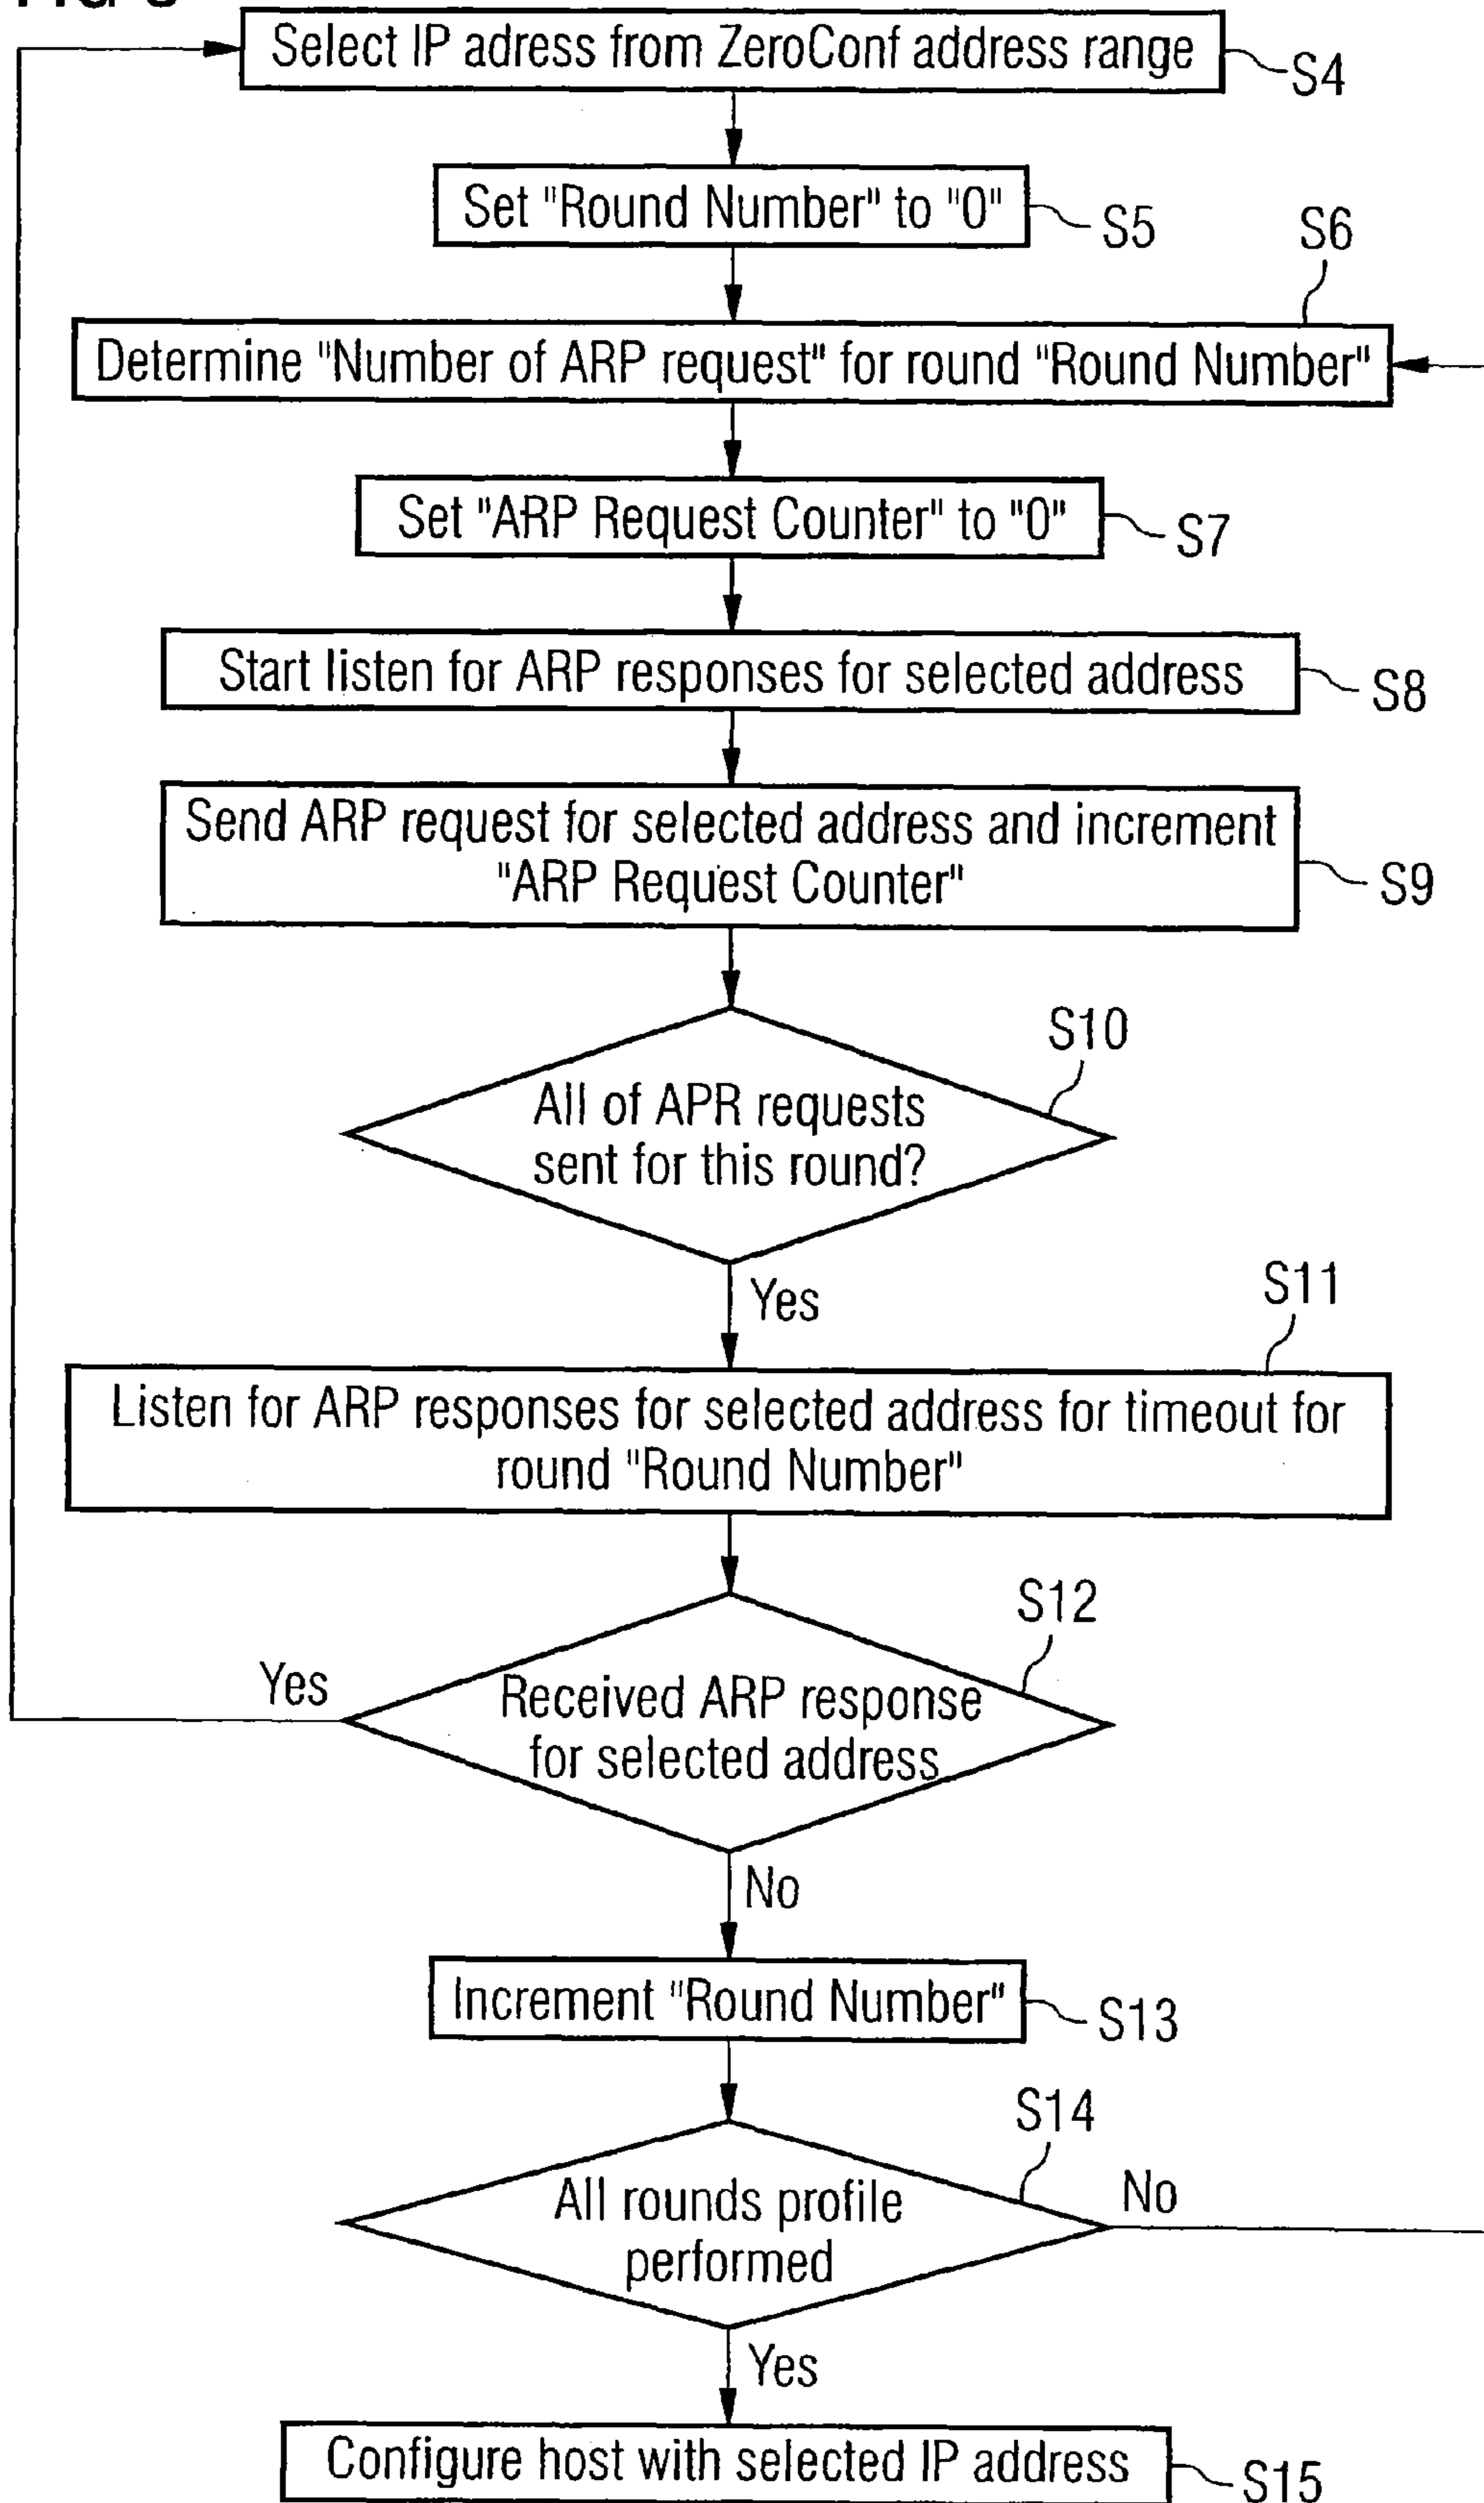 Select IP adress from ZeroConf address range
S4
Set "Round Number" to "0"
S5
S6
Determine "Number of ARP request" for round "Round Number"
Set "ARP Request Counter" to "0"
S7
Start listen for ARP responses for selected address
S8
Send ARP request for selected address and increment
"ARP Request Counter"
S9
S10
All of APR requests
sent for this round?
Yes
S11
Listen for ARP responses for selected address for timeout for
round "Round Number"
S12
Yes
Received ARP response
for selected address
No
Increment "Round Number"
S13
S14
All rounds profile
performed
No
Yes
Configure host with selected IP address
S15